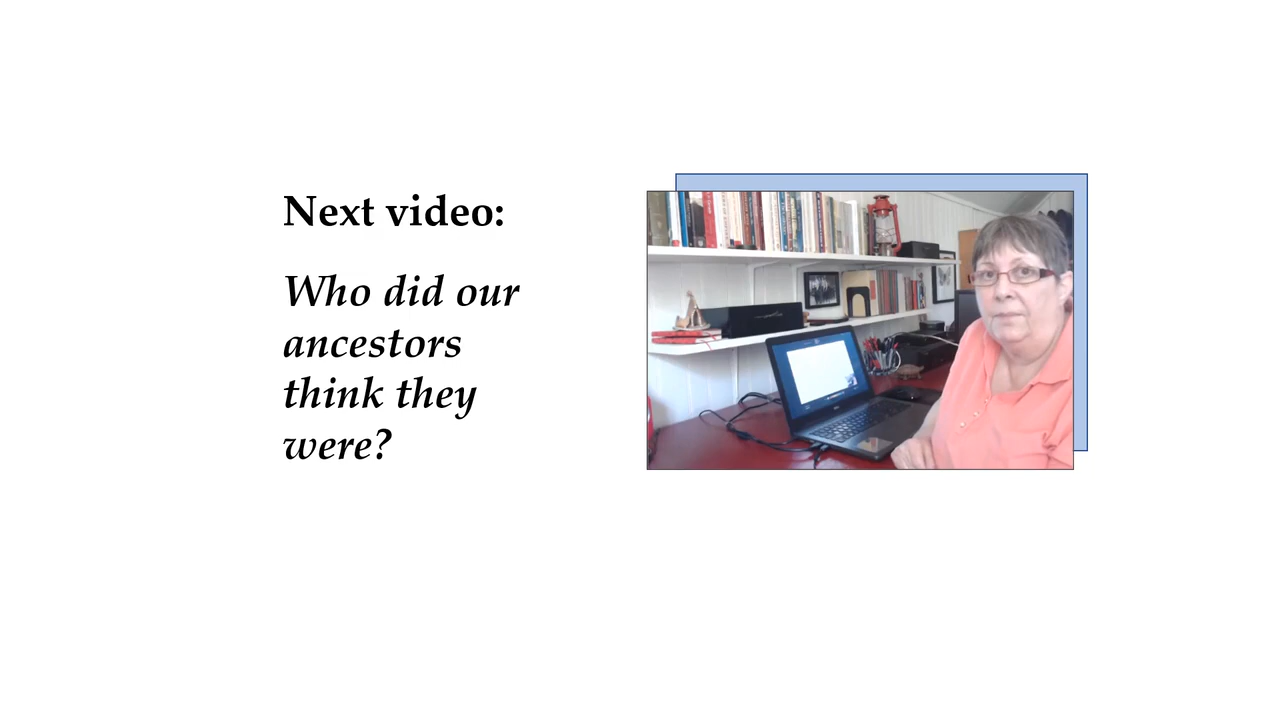 Next video:
Who did our
ancestors
think they
were?